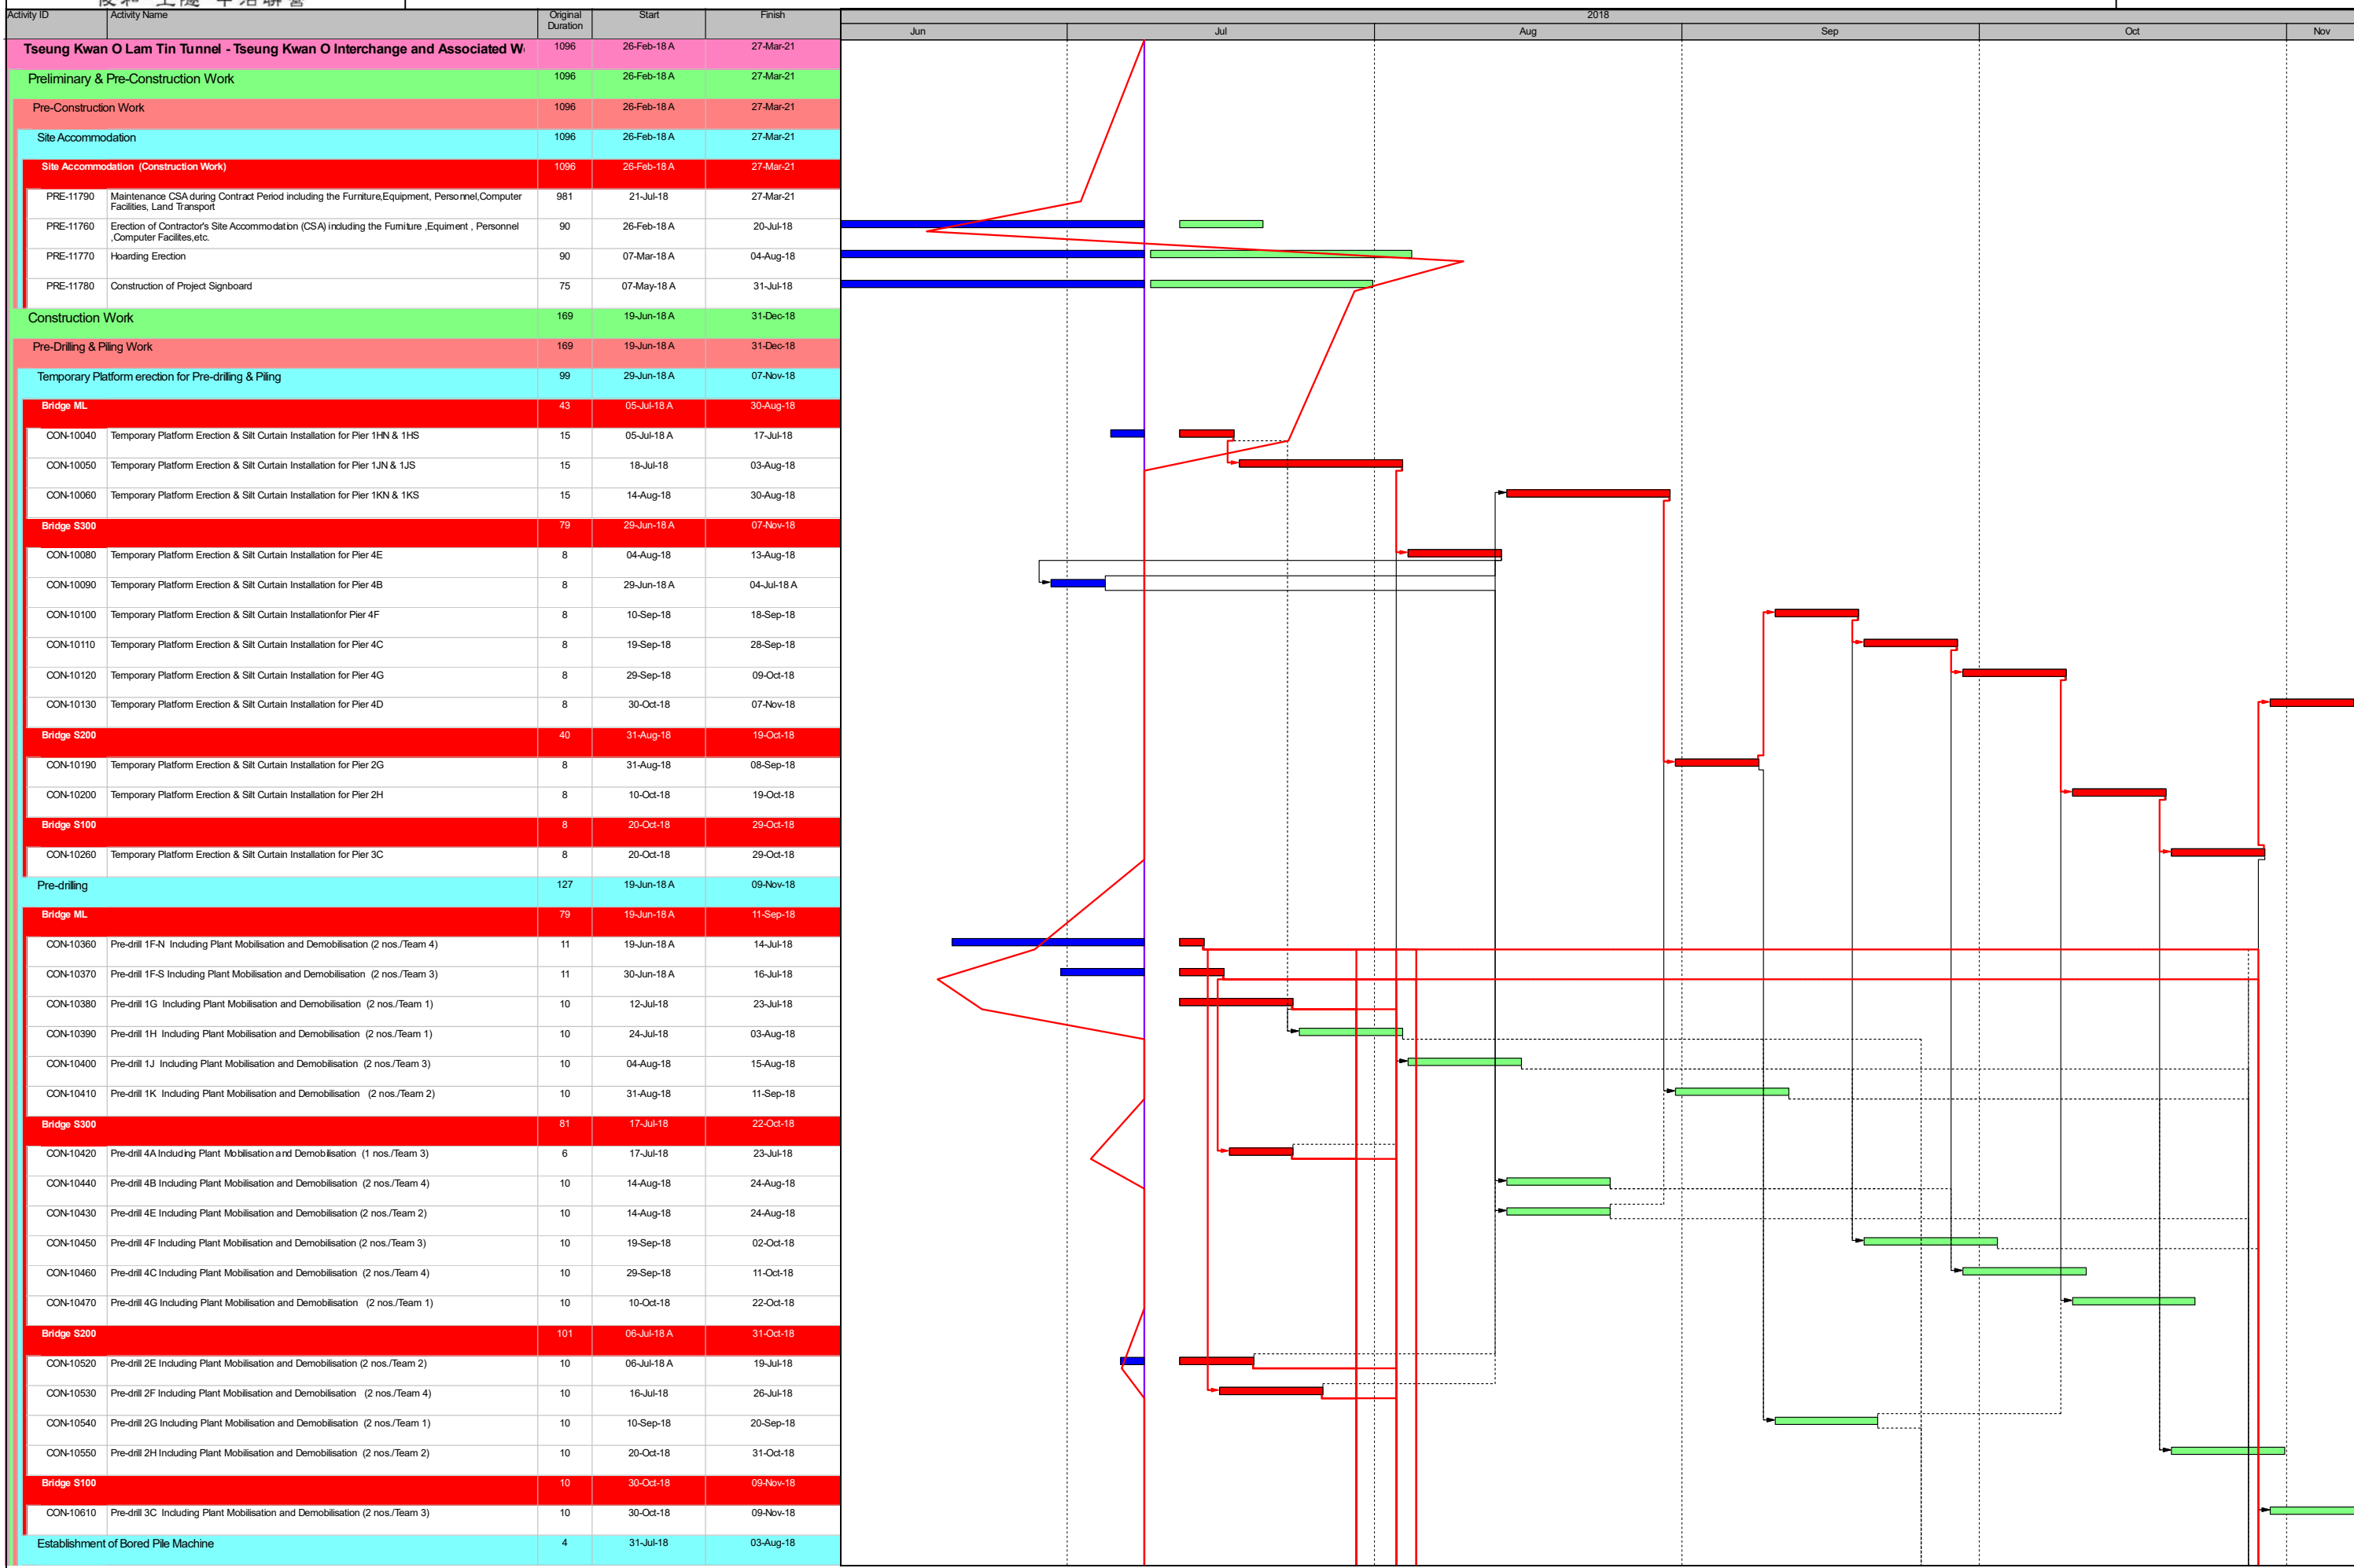 Activity ID Activity Name Original Duration Start Finish 2018
Jun Jul Aug Sep Oct Nov
Tseung Kwan O Lam Tin Tunnel - Tseung Kwan O Interchange and Associated W 1096 26-Feb-18 A 27-Mar-21
Preliminary & Pre-Construction Work 1096 26-Feb-18 A 27-Mar-21
Pre-Construction Work 1096 26-Feb-18 A 27-Mar-21
Site Accommodation 1096 26-Feb-18 A 27-Mar-21
Site Accommodation (Construction Work) 1096 26-Feb-18 A 27-Mar-21
PRE-11790 Maintenance CSA during Contract Period including the Furniture,Equipment, Personnel,Computer Facilities, Land Transport 981 21-Jul-18 27-Mar-21
PRE-11760 Erection of Contractor's Site Accommodation (CSA) including the Furniture ,Equiment , Personnel ,Computer Facilites,etc. 90 26-Feb-18 A 20-Jul-18
PRE-11770 Hoarding Erection 90 07-Mar-18 A 04-Aug-18
PRE-11780 Construction of Project Signboard 75 07-May-18 A 31-Jul-18
Construction Work 169 19-Jun-18 A 31-Dec-18
Pre-Drilling & Piling Work 169 19-Jun-18 A 31-Dec-18
Temporary Platform erection for Pre-drilling & Piling 99 29-Jun-18 A 07-Nov-18
Bridge ML 43 05-Jul-18 A 30-Aug-18
CON-10040 Temporary Platform Erection & Silt Curtain Installation for Pier 1HN & 1HS 15 05-Jul-18 A 17-Jul-18
CON-10050 Temporary Platform Erection & Silt Curtain Installation for Pier 1JN & 1JS 15 18-Jul-18 03-Aug-18
CON-10060 Temporary Platform Erection & Silt Curtain Installation for Pier 1KN & 1KS 15 14-Aug-18 30-Aug-18
Bridge S300 79 29-Jun-18 A 07-Nov-18
CON-10080 Temporary Platform Erection & Silt Curtain Installation for Pier 4E 8 04-Aug-18 13-Aug-18
CON-10090 Temporary Platform Erection & Silt Curtain Installation for Pier 4B 8 29-Jun-18 A 04-Jul-18 A
CON-10100 Temporary Platform Erection & Silt Curtain Installationfor Pier 4F 8 10-Sep-18 18-Sep-18
CON-10110 Temporary Platform Erection & Silt Curtain Installation for Pier 4C 8 19-Sep-18 28-Sep-18
CON-10120 Temporary Platform Erection & Silt Curtain Installation for Pier 4G 8 29-Sep-18 09-Oct-18
CON-10130 Temporary Platform Erection & Silt Curtain Installation for Pier 4D 8 30-Oct-18 07-Nov-18
Bridge S200 40 31-Aug-18 19-Oct-18
CON-10190 Temporary Platform Erection & Silt Curtain Installation for Pier 2G 8 31-Aug-18 08-Sep-18
CON-10200 Temporary Platform Erection & Silt Curtain Installation for Pier 2H 8 10-Oct-18 19-Oct-18
Bridge S100 8 20-Oct-18 29-Oct-18
CON-10260 Temporary Platform Erection & Silt Curtain Installation for Pier 3C 8 20-Oct-18 29-Oct-18
Pre-drilling 127 19-Jun-18 A 09-Nov-18
Bridge ML 79 19-Jun-18 A 11-Sep-18
CON-10360 Pre-drill 1F-N Including Plant Mobilisation and Demobilisation (2 nos./Team 4) 11 19-Jun-18 A 14-Jul-18
CON-10370 Pre-drill 1F-S Including Plant Mobilisation and Demobilisation (2 nos./Team 3) 11 30-Jun-18 A 16-Jul-18
CON-10380 Pre-drill 1G Including Plant Mobilisation and Demobilisation (2 nos./Team 1) 10 12-Jul-18 23-Jul-18
CON-10390 Pre-drill 1H Including Plant Mobilisation and Demobilisation (2 nos./Team 1) 10 24-Jul-18 03-Aug-18
CON-10400 Pre-drill 1J Including Plant Mobilisation and Demobilisation (2 nos./Team 3) 10 04-Aug-18 15-Aug-18
CON-10410 Pre-drill 1K Including Plant Mobilisation and Demobilisation (2 nos./Team 2) 10 31-Aug-18 11-Sep-18
Bridge S300 81 17-Jul-18 22-Oct-18
CON-10420 Pre-drill 4A Including Plant Mobilisation and Demobilisation (1 nos./Team 3) 6 17-Jul-18 23-Jul-18
CON-10440 Pre-drill 4B Including Plant Mobilisation and Demobilisation (2 nos./Team 4) 10 14-Aug-18 24-Aug-18
CON-10430 Pre-drill 4E Including Plant Mobilisation and Demobilisation (2 nos./Team 2) 10 14-Aug-18 24-Aug-18
CON-10450 Pre-drill 4F Including Plant Mobilisation and Demobilisation (2 nos./Team 3) 10 19-Sep-18 02-Oct-18
CON-10460 Pre-drill 4C Including Plant Mobilisation and Demobilisation (2 nos./Team 4) 10 29-Sep-18 11-Oct-18
CON-10470 Pre-drill 4G Including Plant Mobilisation and Demobilisation (2 nos./Team 1) 10 10-Oct-18 22-Oct-18
Bridge S200 101 06-Jul-18 A 31-Oct-18
CON-10520 Pre-drill 2E Including Plant Mobilisation and Demobilisation (2 nos./Team 2) 10 06-Jul-18 A 19-Jul-18
CON-10530 Pre-drill 2F Including Plant Mobilisation and Demobilisation (2 nos./Team 4) 10 16-Jul-18 26-Jul-18
CON-10540 Pre-drill 2G Including Plant Mobilisation and Demobilisation (2 nos./Team 1) 10 10-Sep-18 20-Sep-18
CON-10550 Pre-drill 2H Including Plant Mobilisation and Demobilisation (2 nos./Team 2) 10 20-Oct-18 31-Oct-18
Bridge S100 10 30-Oct-18 09-Nov-18
CON-10610 Pre-drill 3C Including Plant Mobilisation and Demobilisation (2 nos./Team 3) 10 30-Oct-18 09-Nov-18
Establishment of Bored Pile Machine 4 31-Jul-18 03-Aug-18